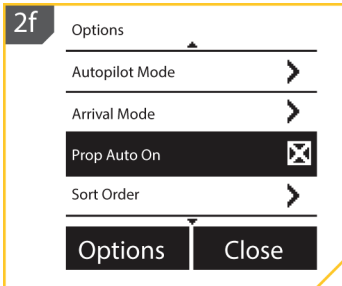 2f
Options
Autopilot Mode
Arrival Mode
Prop Auto On
Sort Order
Options Close